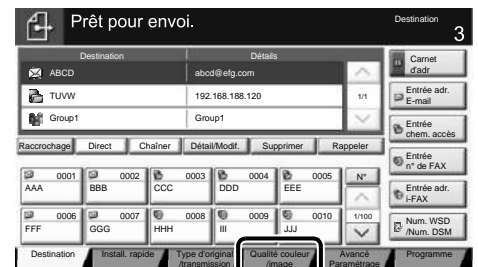 Prêt pour envoi.
Destination
3
Destination Détails
ABCD abcd@efg.com
TUVW 192.168.188.120 1/1
Group1 Group1
Raccrochage Direct Chaîner Détail/Modif. Supprimer Rappeler
0001 0002 0003 0004 0005 N°
AAA BBB CCC DDD EEE
0006 0007 0008 0009 0010 1/100
FFF GGG HHH III JJJ
Carnet
d'adr
Entrée adr.
E-mail
Entrée
chem. accès
Entrée
n° de FAX
Entrée adr.
i-FAX
Num. WSD
/Num. DSM
Destination Install. rapide Type d'original
/transmission Qualité couleur
/image Avancé
Paramétrage Programme